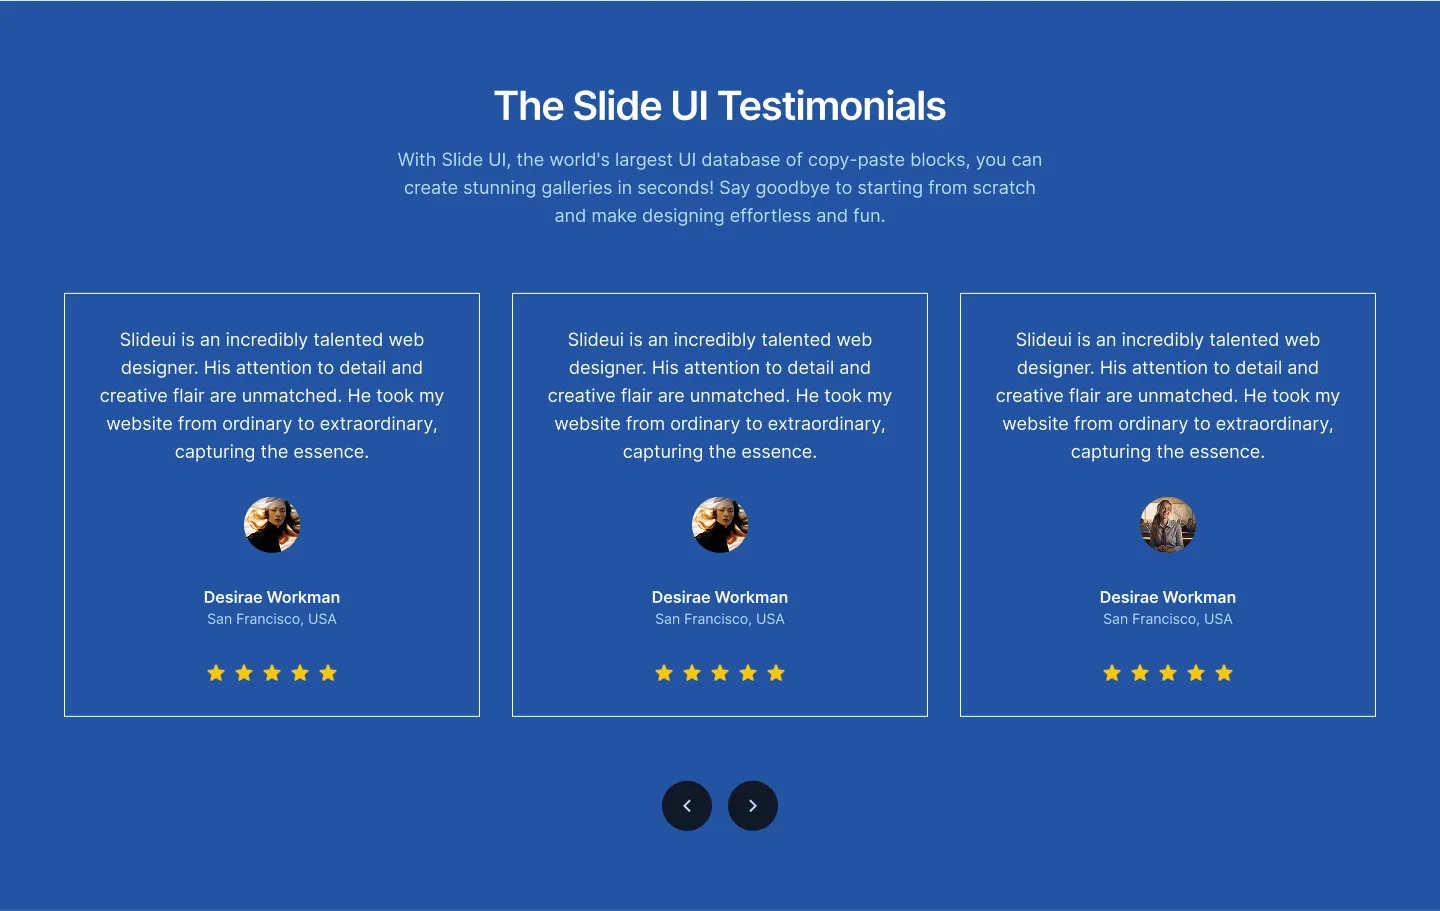 The Slide UI Testimonials
With Slide UI, the world's largest UI database of copy-paste blocks, you can
create stunning galleries in seconds! Say goodbye to starting from scratch
and make designing effortless and fun.
Slideui is an incredibly talented web
designer. His attention to detail and
creative flair are unmatched. He took my
website from ordinary to extraordinary,
capturing the essence.
Desirae Workman
San Francisco, USA
Slideui is an incredibly talented web
designer. His attention to detail and
creative flair are unmatched. He took my
website from ordinary to extraordinary,
capturing the essence.
Desirae Workman
San Francisco, USA
Slideui is an incredibly talented web
designer. His attention to detail and
creative flair are unmatched. He took my
website from ordinary to extraordinary,
capturing the essence.
Desirae Workman
San Francisco, USA